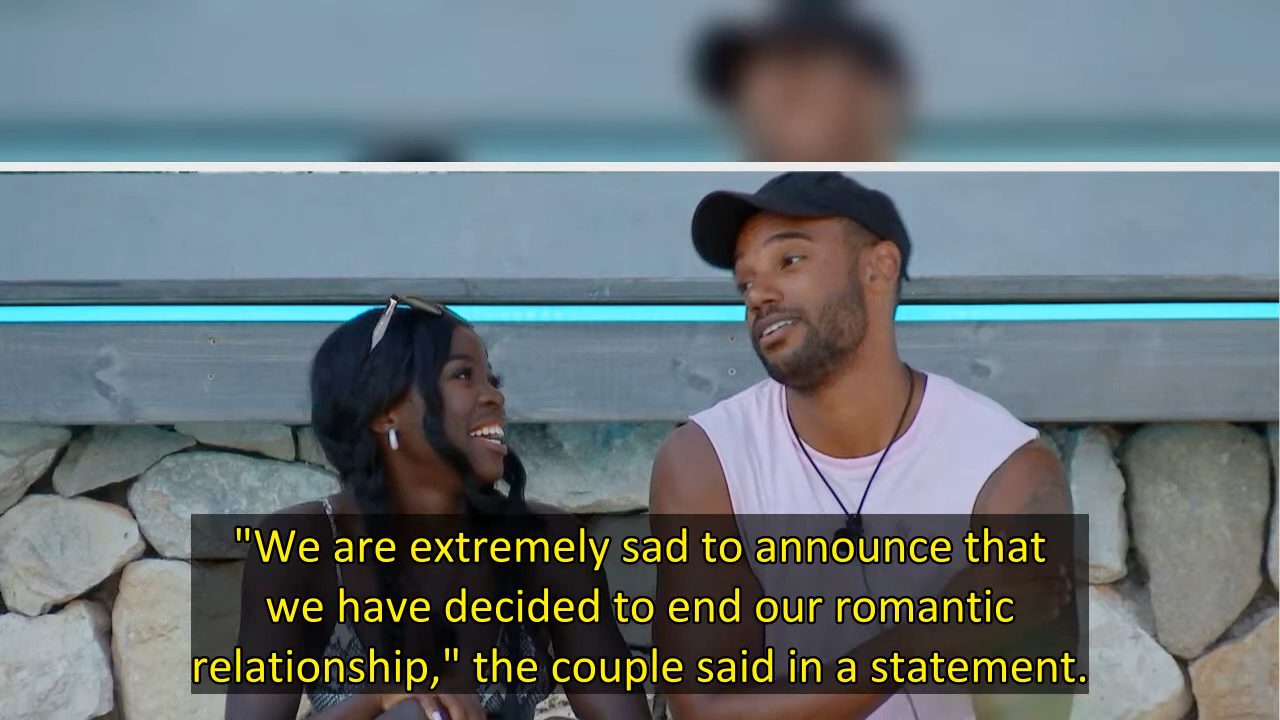 "We are extremely sad to announce that
we have decided to end our romantic
relationship," the couple said in a statement.